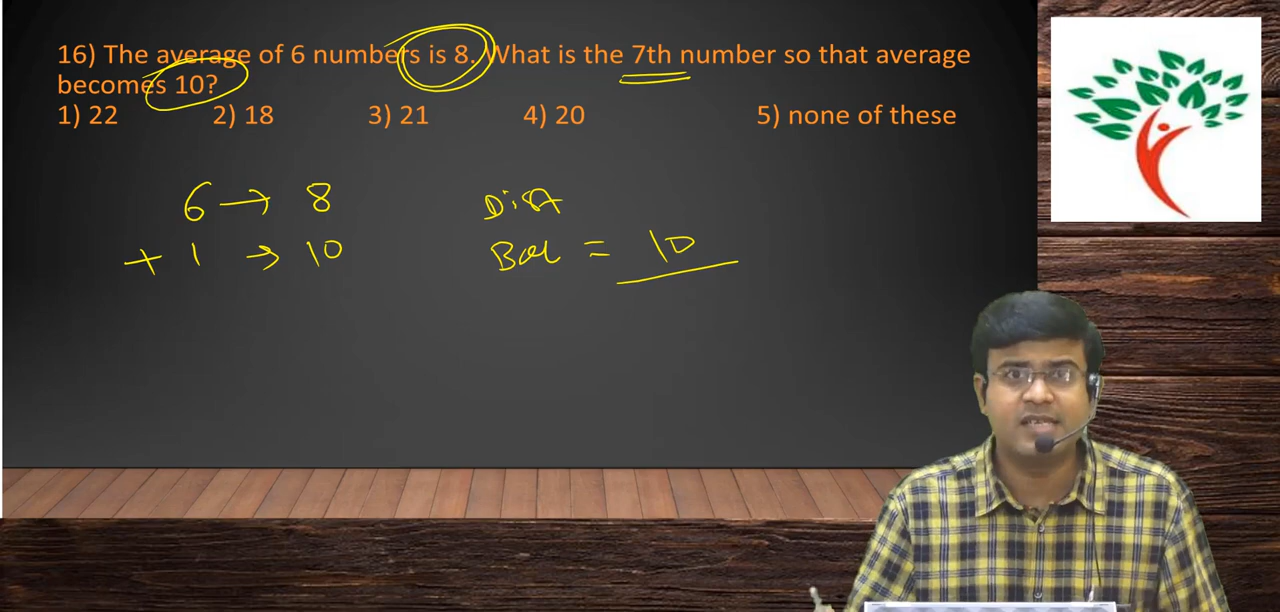 16) The average of 6 numbers is 8. What is the 7th number so that average
becomes 10?
1) 22 2) 18 3) 21 4) 20 5) none of these
6 → 8
+ 1 → 10
Bal = 10